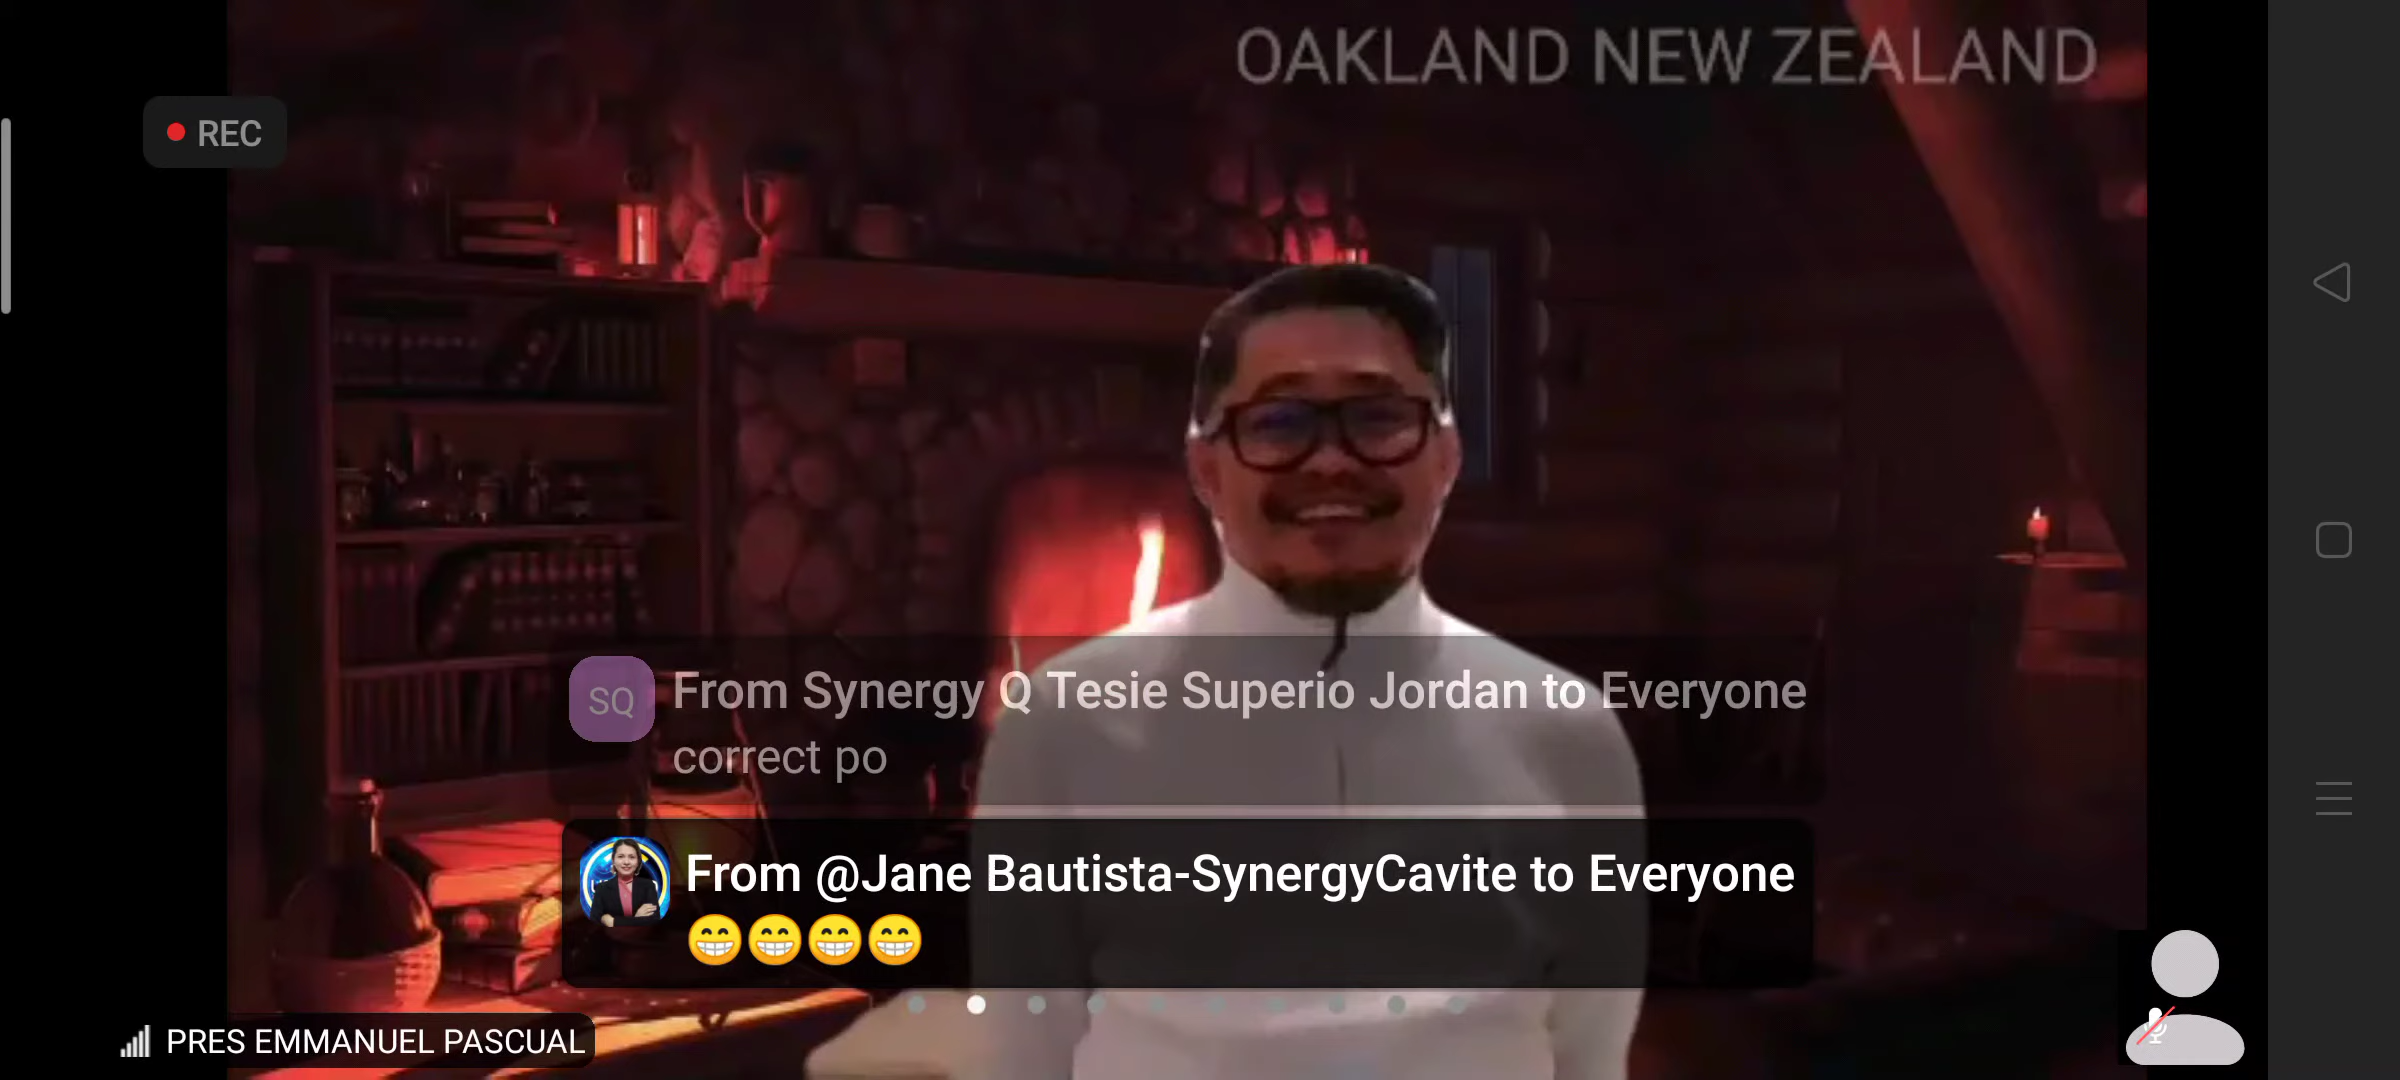 OAKLAND NEW ZEALAND
REC
SQ
From Synergy Q Tesie Superio Jordan to Everyone
correct po
From @Jane Bautista-SynergyCavite to Everyone
😁😁😁😁
PRES EMMANUEL PASCUAL